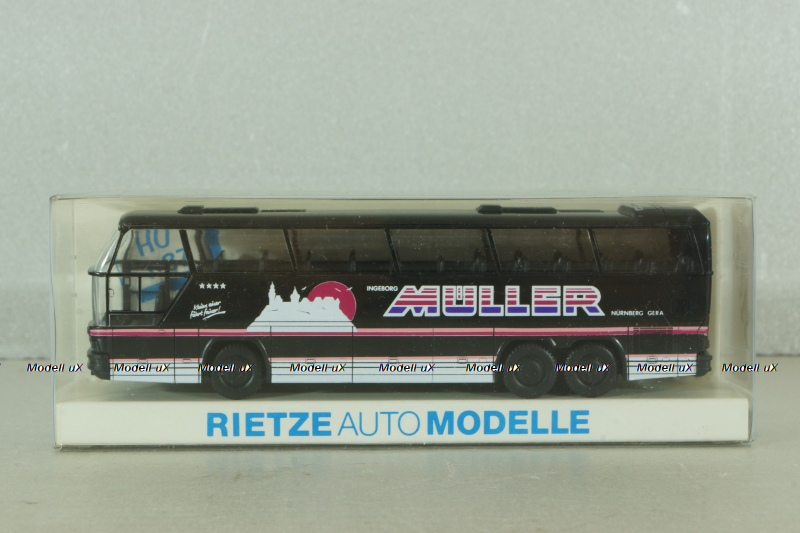 HU
★★★★
INGEBORG
MÜLLER
NÜRNBERG GERA
Modell-uX Modell-uX Modell-uX Modell-uX Modell-uX Modell-uX Modell-uX Modell-uX Modell-uX
RIETZE AUTO MODELLE